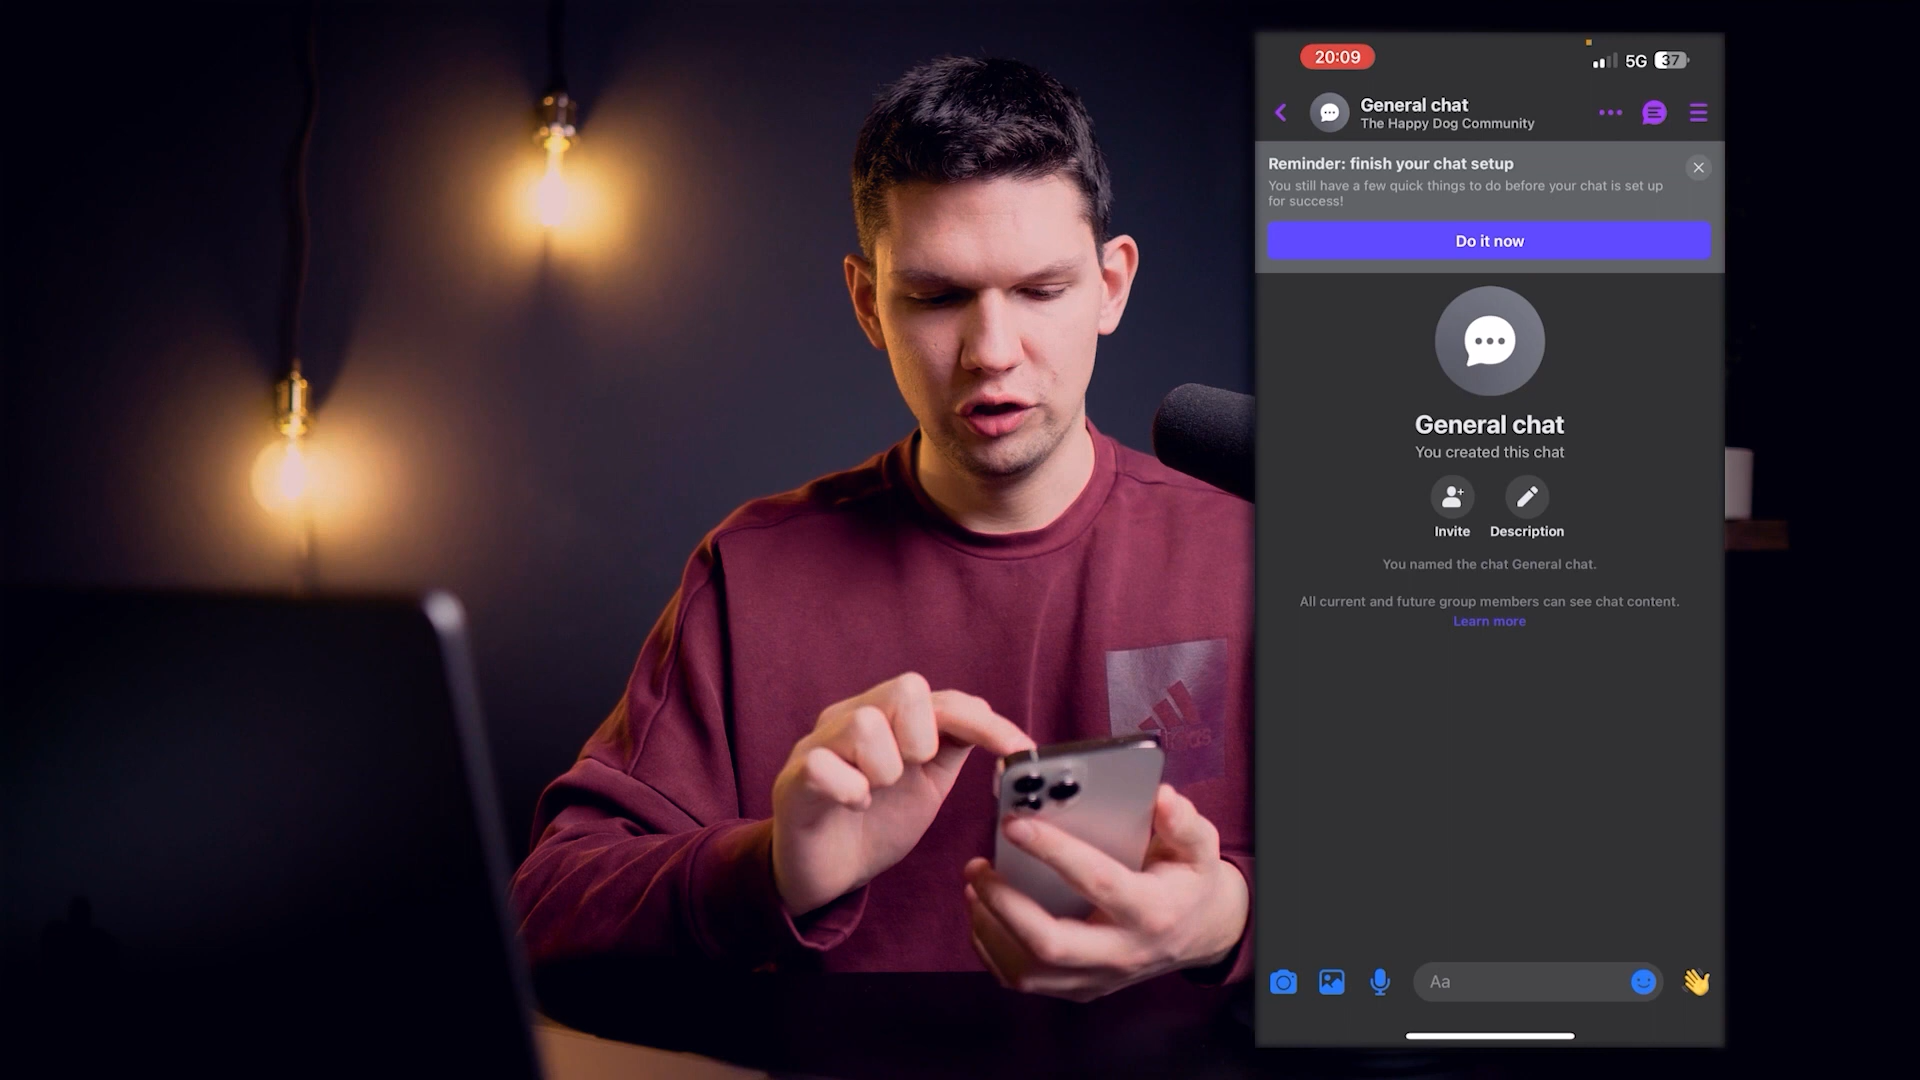 20:09
5G
37
General chat
The Happy Dog Community
Reminder: finish your chat setup
You still have a few quick things to do before your chat is set up
for success!
Do it now
General chat
You created this chat
Invite
Description
You named the chat General chat.
All current and future group members can see chat content.
Learn more
Aa
adidas